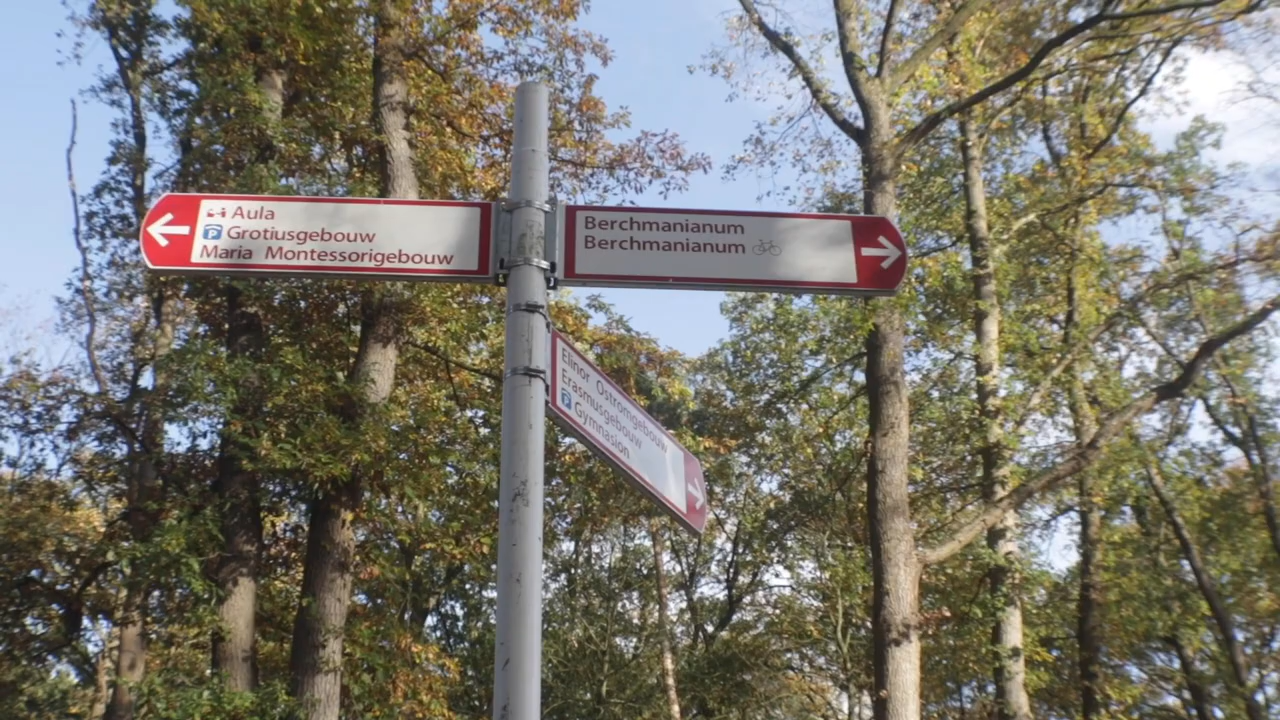 Aula
P Grotiusgebouw
Maria Montessorigebouw
Berchmanianum
Berchmanianum
Elinor Ostromgebouw
Erasmusgebouw
P Gymnasion